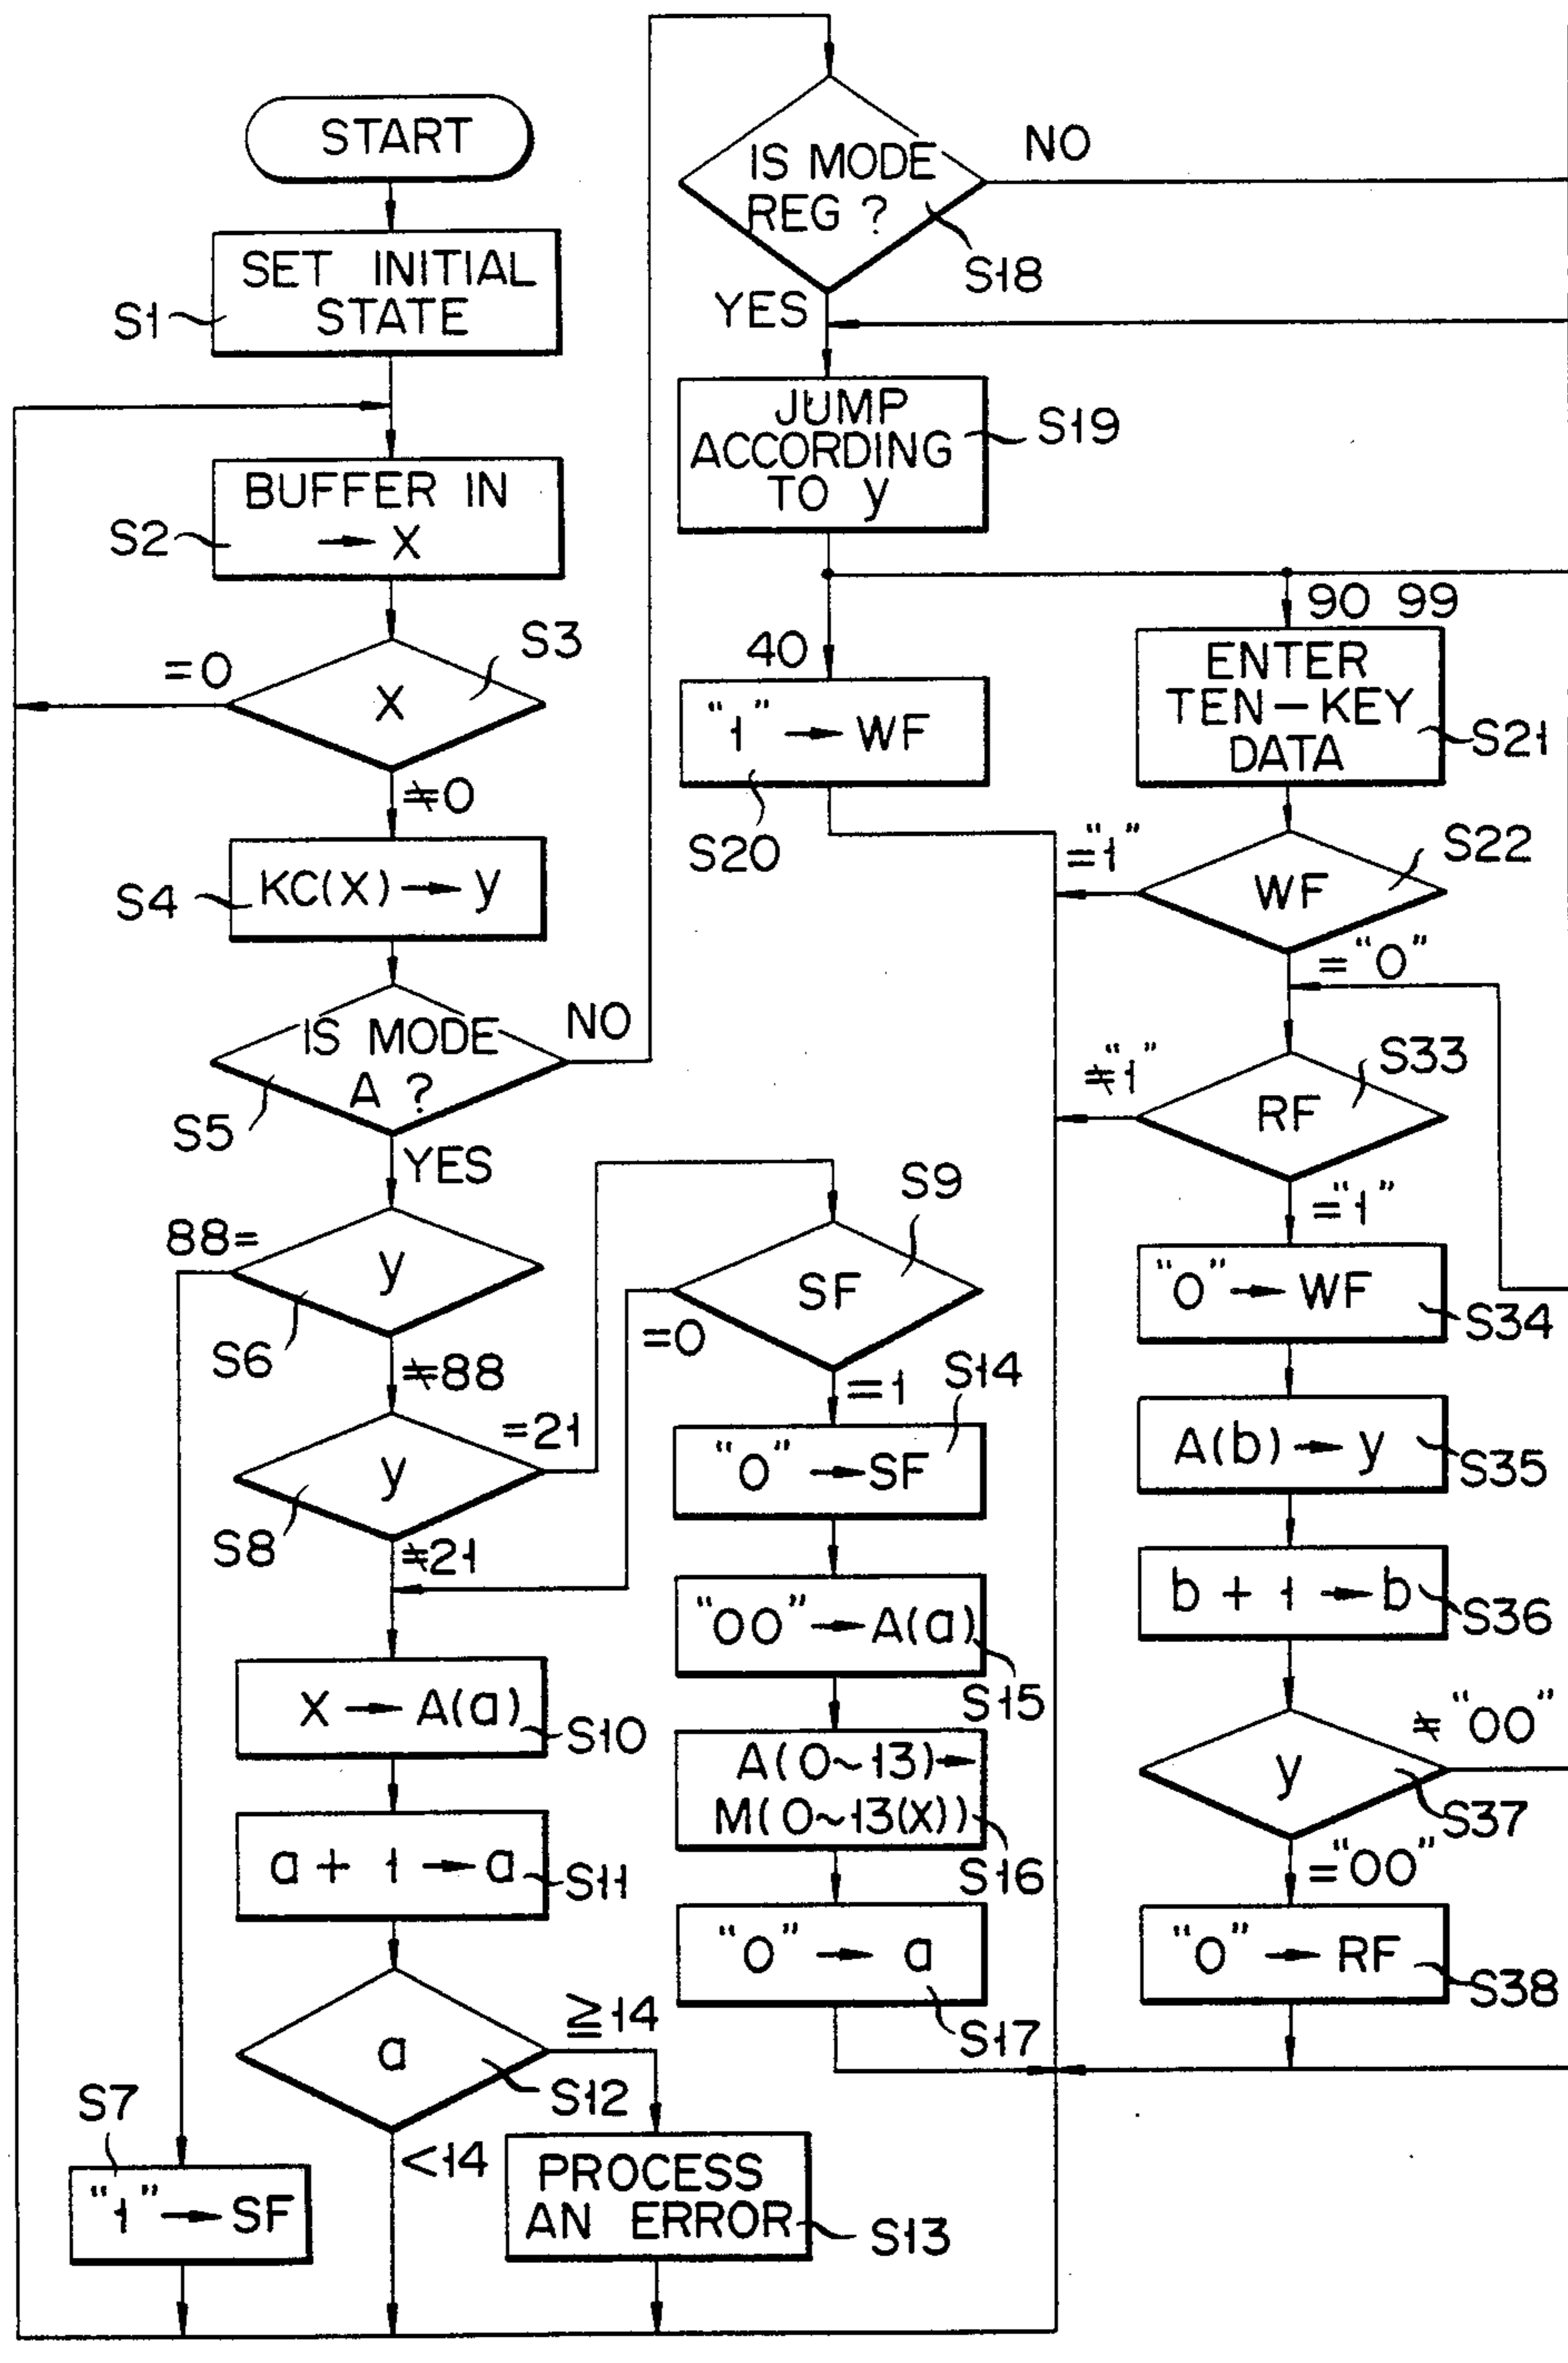 START
SET INITIAL
STATE
S1
BUFFER IN
→ X
S2
S3
=0
X
≠0
KC(X) → y
S4
IS MODE
A ?
NO
S5
YES
88=
y
S6
≠88
=21
y
S8
≠21
X → A(a)
S10
a + 1 → a
S11
≧14
a
S12
<14
S7
"1" → SF
PROCESS
AN ERROR
S13
S9
SF
=0
=1
S14
"0" → SF
"00" → A(a)
S15
A(0~13) →
M(0~13(X))
S16
"0" → a
S17
IS MODE
REG ?
NO
S18
YES
JUMP
ACCORDING
TO y
S19
40
"1" → WF
S20
90 99
ENTER
TEN-KEY
DATA
S21
="1"
WF
S22
="0"
≠"1"
RF
S33
="1"
"0" → WF
S34
A(b) → y
S35
b + 1 → b
S36
≠"00"
y
S37
="00"
"0" → RF
S38